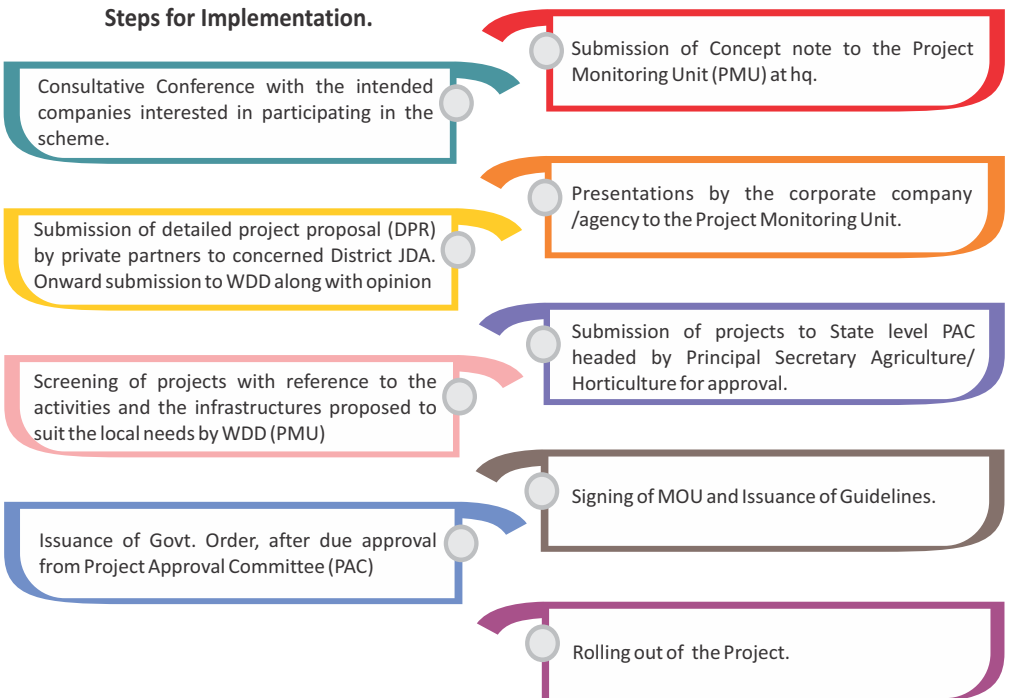 Steps for Implementation.
Consultative Conference with the intended
companies interested in participating in the
scheme.
Submission of Concept note to the Project
Monitoring Unit (PMU) at hq.
Submission of detailed project proposal (DPR)
by private partners to concerned District JDA.
Onward submission to WDD along with opinion
Presentations by the corporate company
/agency to the Project Monitoring Unit.
Screening of projects with reference to the
activities and the infrastructures proposed to
suit the local needs by WDD (PMU)
Submission of projects to State level PAC
headed by Principal Secretary Agriculture/
Horticulture for approval.
Issuance of Govt. Order, after due approval
from Project Approval Committee (PAC)
Signing of MOU and Issuance of Guidelines.
Rolling out of the Project.